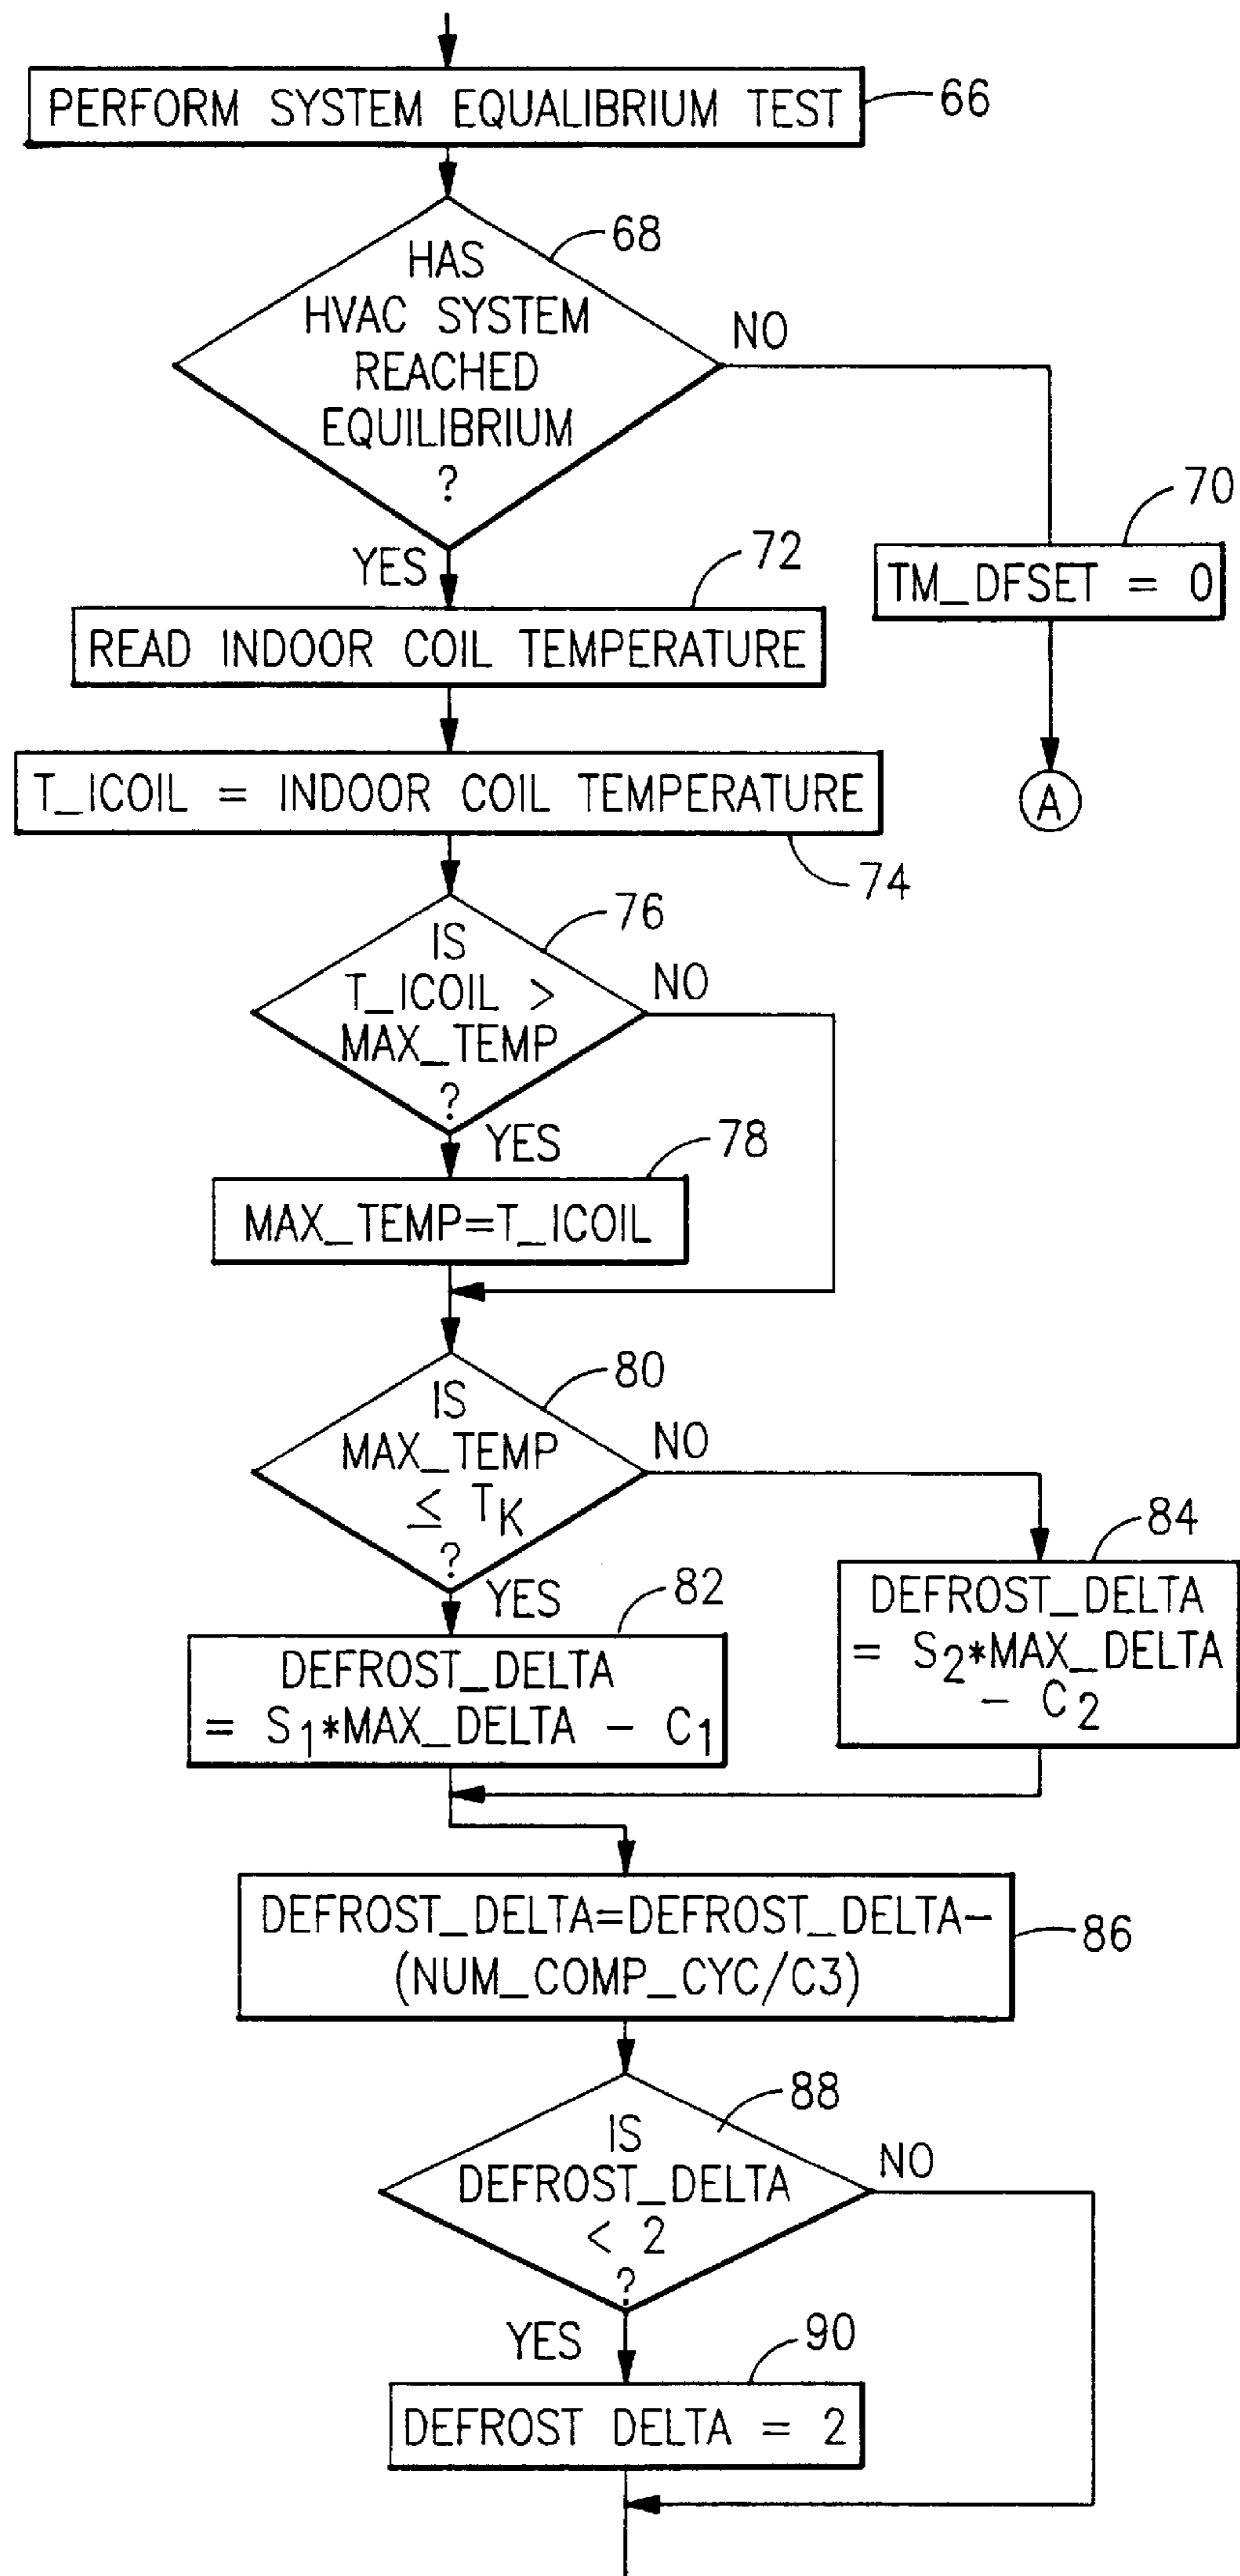 PERFORM SYSTEM EQUALIBRIUM TEST
66
HAS
HVAC SYSTEM
REACHED
EQUILIBRIUM
?
68
NO
YES
70
TM_DFSET = 0
A
72
READ INDOOR COIL TEMPERATURE
T_ICOIL = INDOOR COIL TEMPERATURE
74
76
IS
T_ICOIL >
MAX_TEMP
?
NO
YES
78
MAX_TEMP=T_ICOIL
80
IS
MAX_TEMP
≤ TK
?
NO
YES
82
DEFROST_DELTA
= S1*MAX_DELTA - C1
84
DEFROST_DELTA
= S2*MAX_DELTA
- C2
DEFROST_DELTA=DEFROST_DELTA-
(NUM_COMP_CYC/C3)
86
88
IS
DEFROST_DELTA
< 2
?
NO
YES
90
DEFROST DELTA = 2